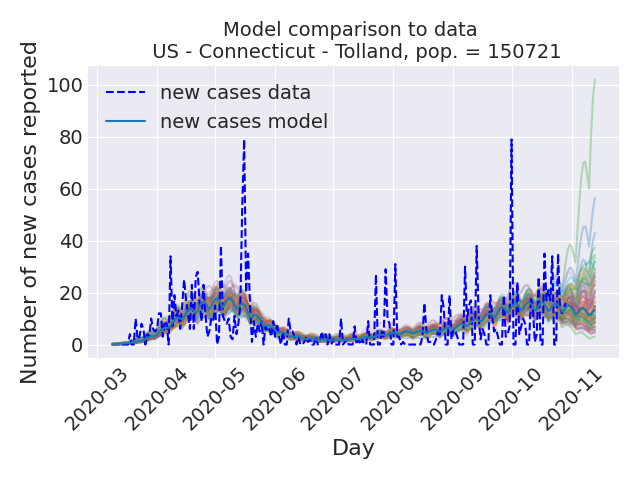 Model comparison to data
US - Connecticut - Tolland, pop. = 150721
Number of new cases reported
100
80
60
40
20
0
new cases data
new cases model
2020-03
2020-04
2020-05
2020-06
2020-07
2020-08
2020-09
2020-10
2020-11
Day